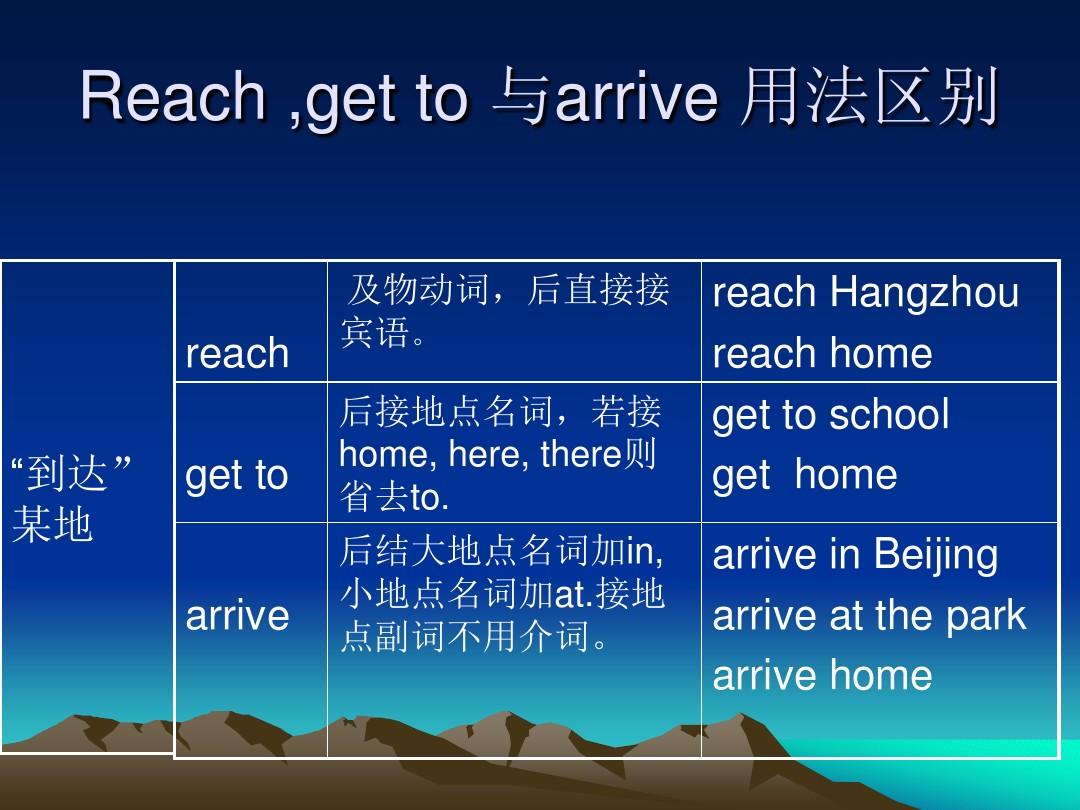 Reach ,get to 与arrive 用法区别
“到达”
某地
reach
及物动词，后直接接
宾语。
reach Hangzhou
reach home
get to
后接地点名词，若接
home, here, there则
省去to.
get to school
get  home
arrive
后结大地点名词加in,
小地点名词加at.接地
点副词不用介词。
arrive in Beijing
arrive at the park
arrive home